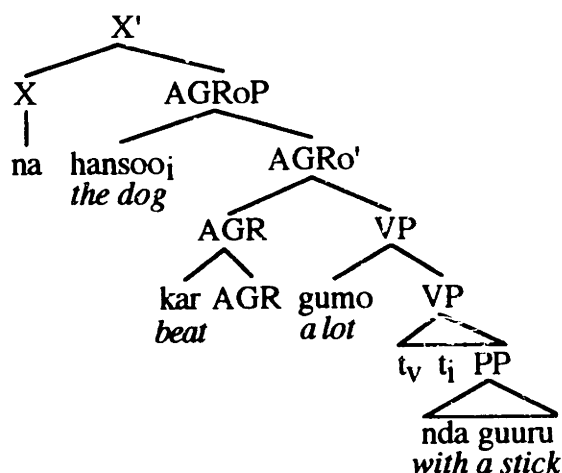 X'
X AGRoP
na hansooi AGRo'
the dog
AGR VP
kar AGR gumo VP
beat a lot
tv ti PP
nda guuru
with a stick